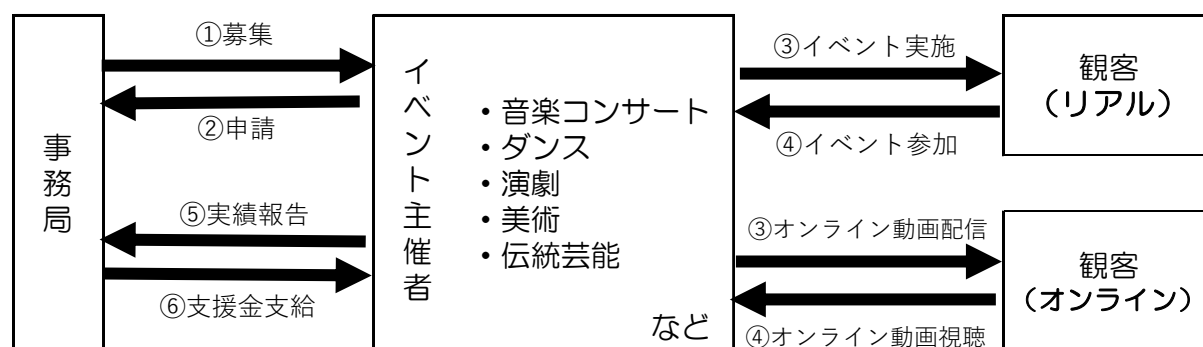 事務局
①募集
②申請
⑤実績報告
⑥支援金支給
イベント主催者
・音楽コンサート
・ダンス
・演劇
・美術
・伝統芸能
など
③イベント実施
④イベント参加
③オンライン動画配信
④オンライン動画視聴
観客
（リアル）
観客
（オンライン）